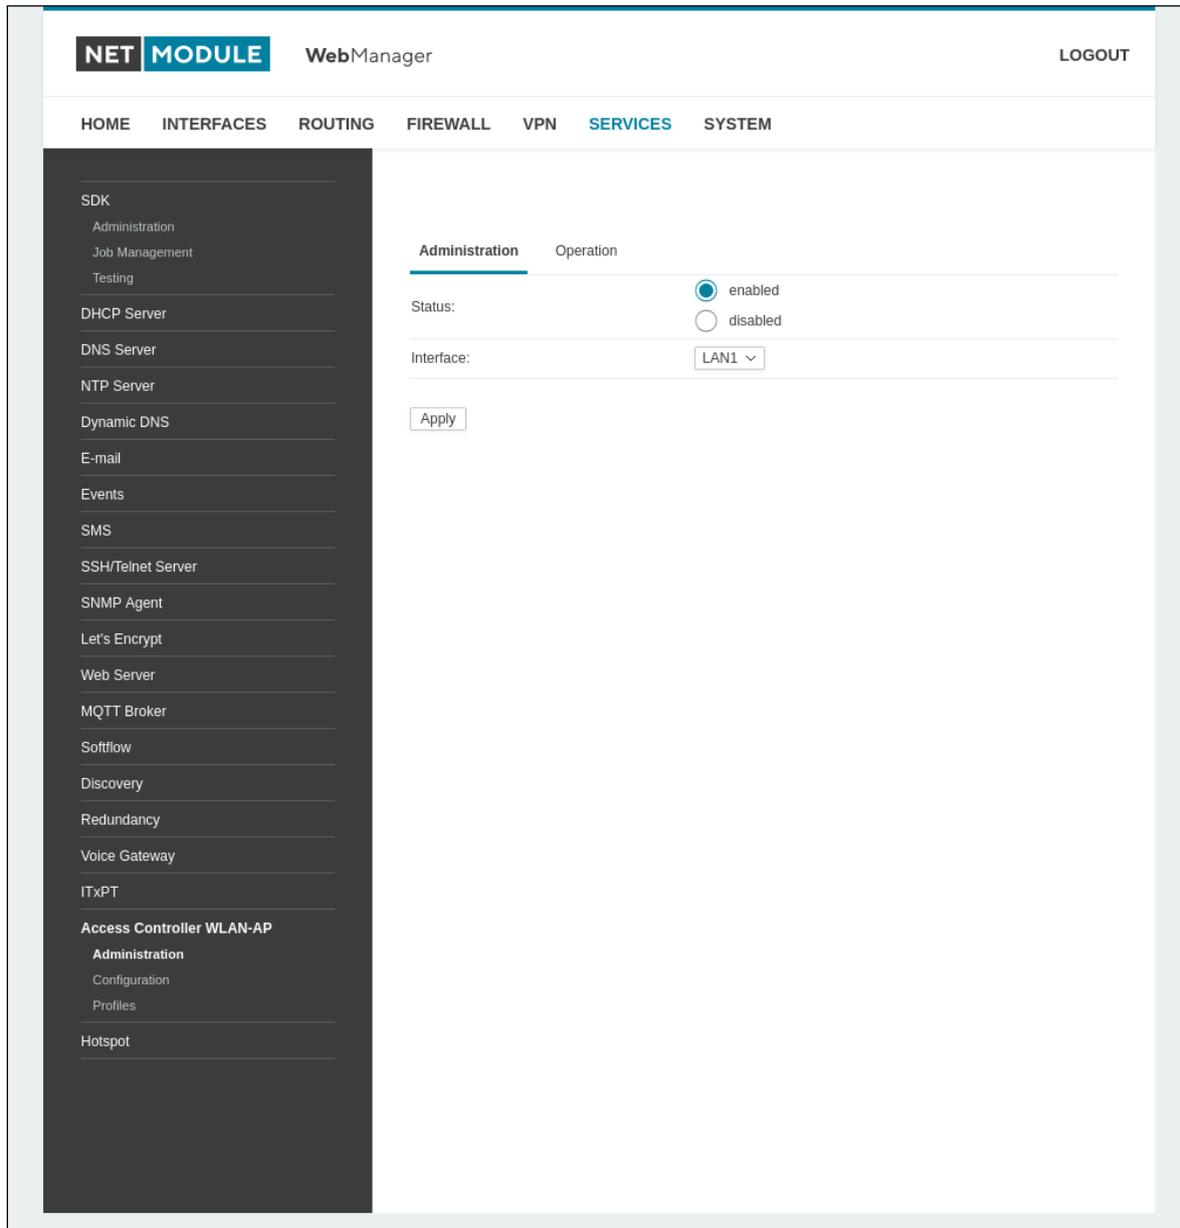 NET MODULE WebManager LOGOUT
HOME INTERFACES ROUTING FIREWALL VPN SERVICES SYSTEM
SDK
Administration
Job Management
Testing
DHCP Server
DNS Server
NTP Server
Dynamic DNS
E-mail
Events
SMS
SSH/Telnet Server
SNMP Agent
Let's Encrypt
Web Server
MQTT Broker
Softflow
Discovery
Redundancy
Voice Gateway
ITxPT
Access Controller WLAN-AP
Administration
Configuration
Profiles
Hotspot
Administration Operation
Status:
enabled
disabled
Interface: LAN1
Apply